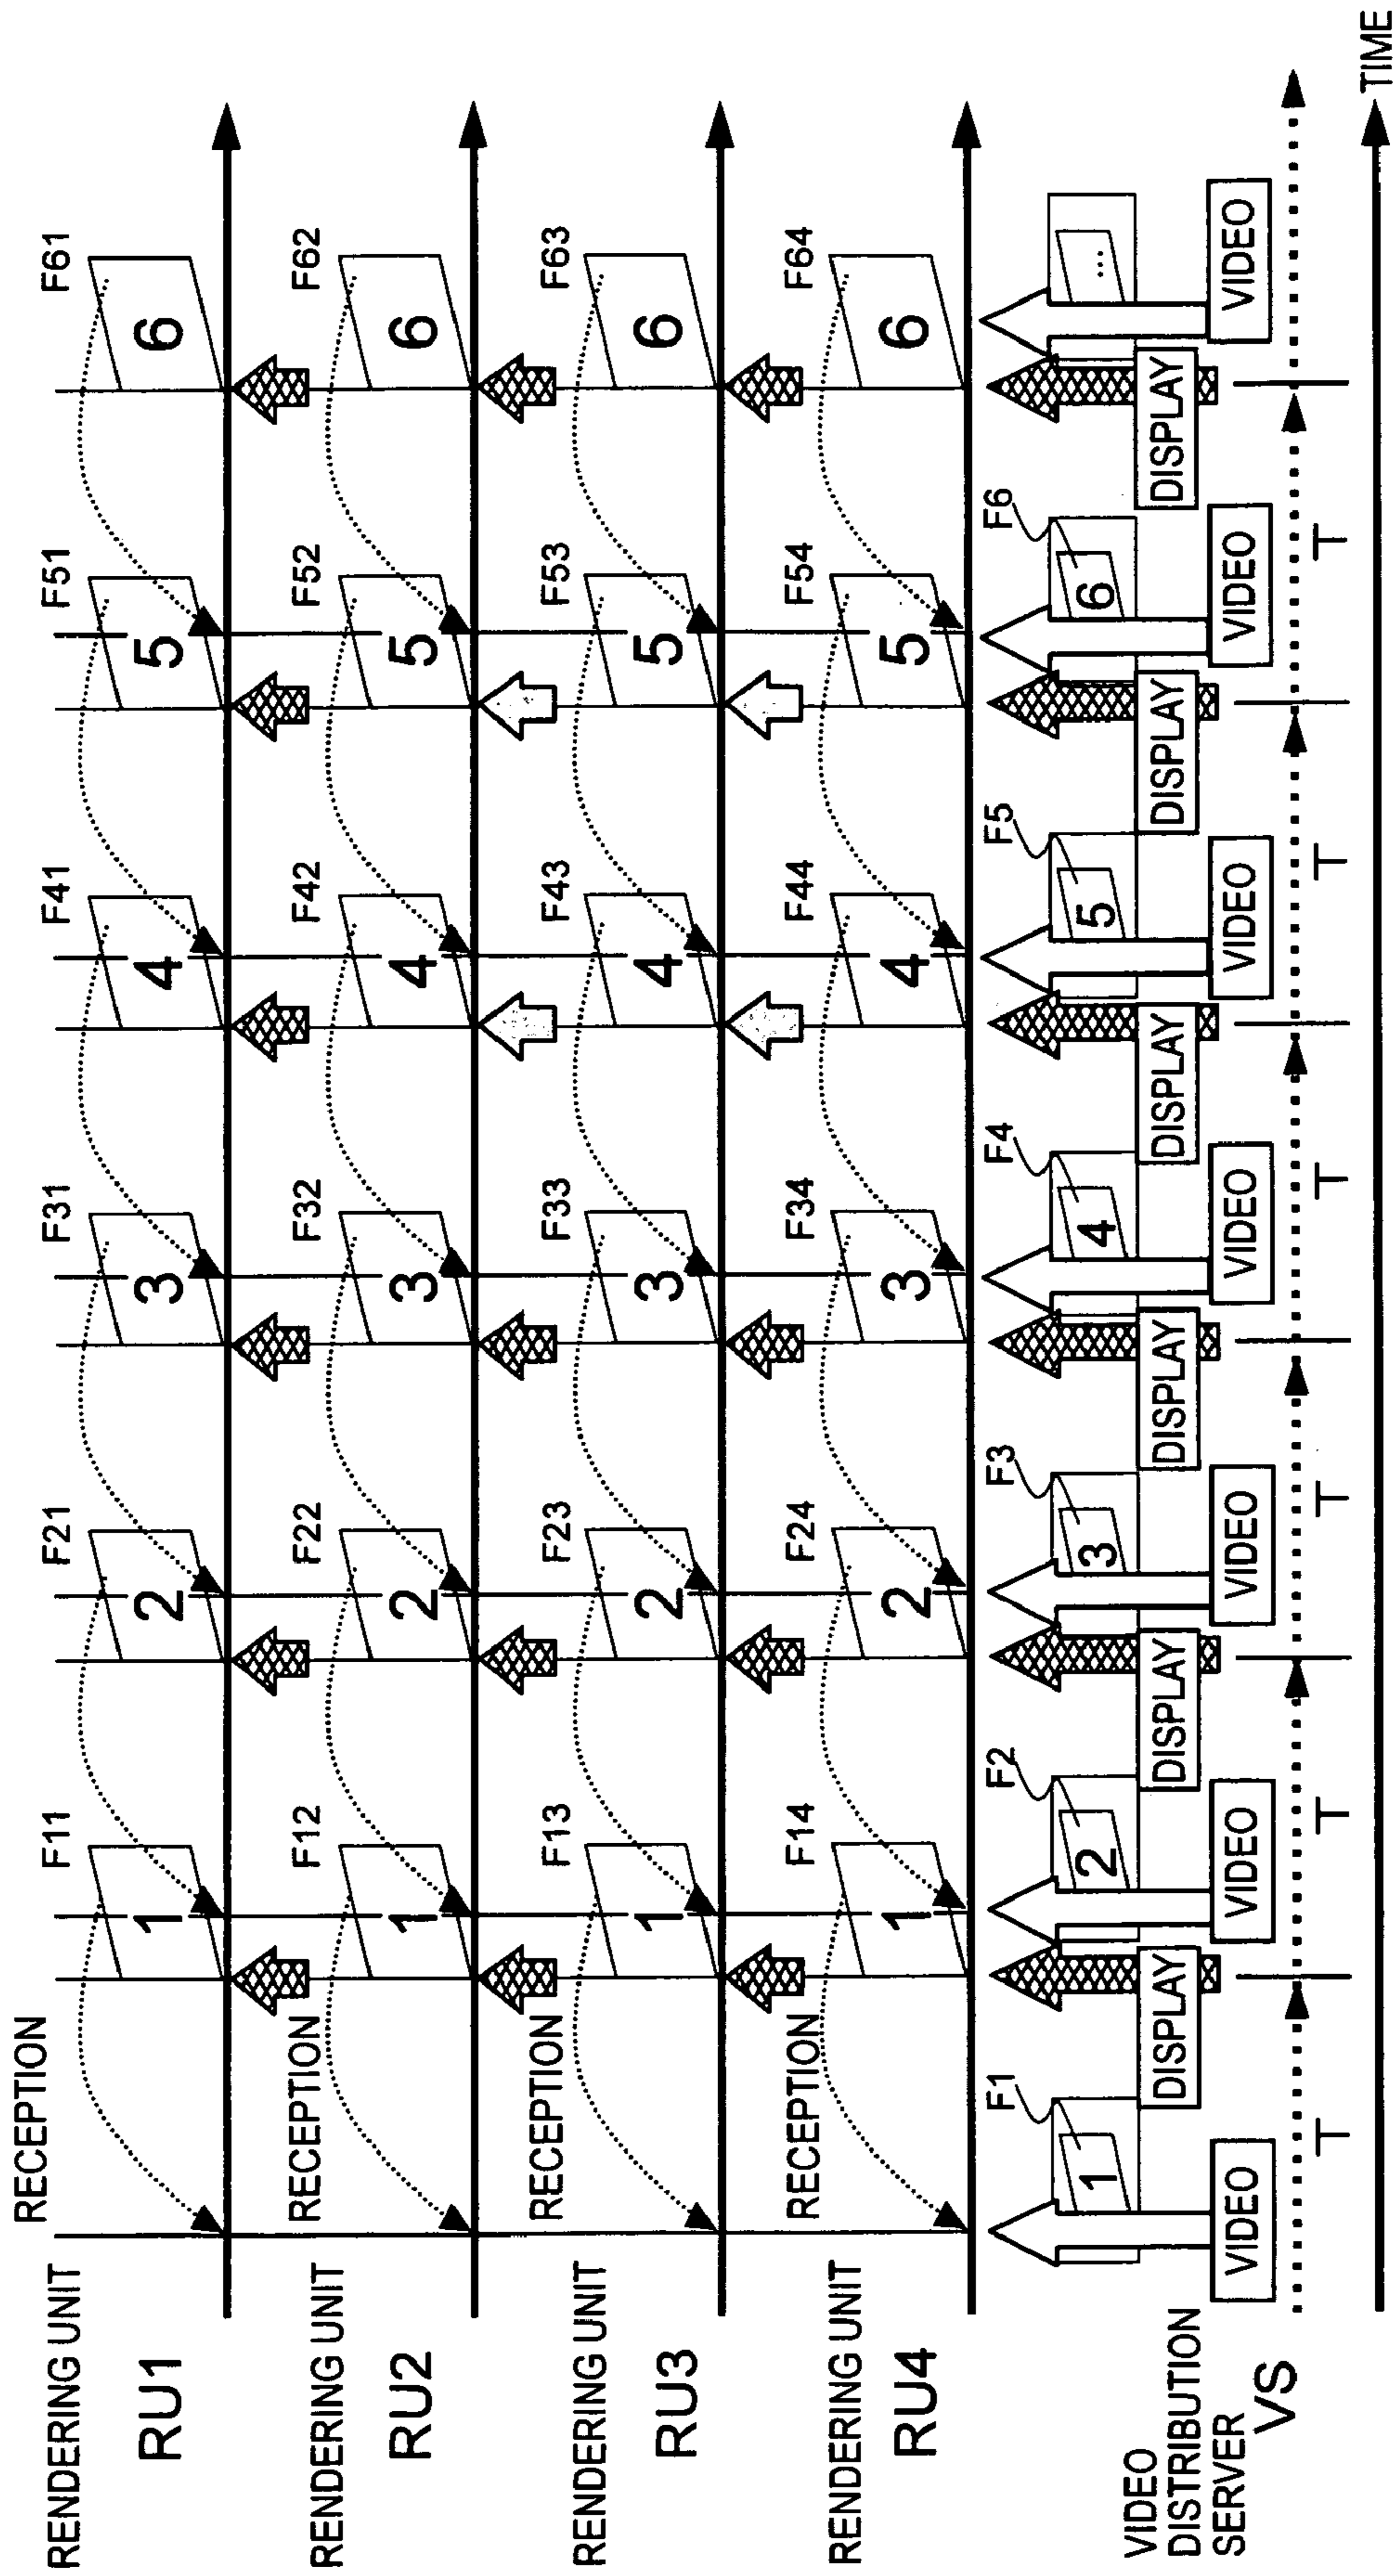 RENDERING UNIT
RU1
RECEPTION
F11
F21
F31
F41
F51
F61
1
2
3
4
5
6
RENDERING UNIT
RU2
RECEPTION
F12
F22
F32
F42
F52
F62
1
2
3
4
5
6
RENDERING UNIT
RU3
RECEPTION
F13
F23
F33
F43
F53
F63
1
2
3
4
5
6
RENDERING UNIT
RU4
RECEPTION
F14
F24
F34
F44
F54
F64
1
2
3
4
5
6
VIDEO
DISTRIBUTION
SERVER
VS
F1
F2
F3
F4
F5
F6
1
2
3
4
5
6
...
DISPLAY
DISPLAY
DISPLAY
DISPLAY
DISPLAY
DISPLAY
VIDEO
VIDEO
VIDEO
VIDEO
VIDEO
VIDEO
VIDEO
T
T
T
T
T
T
TIME